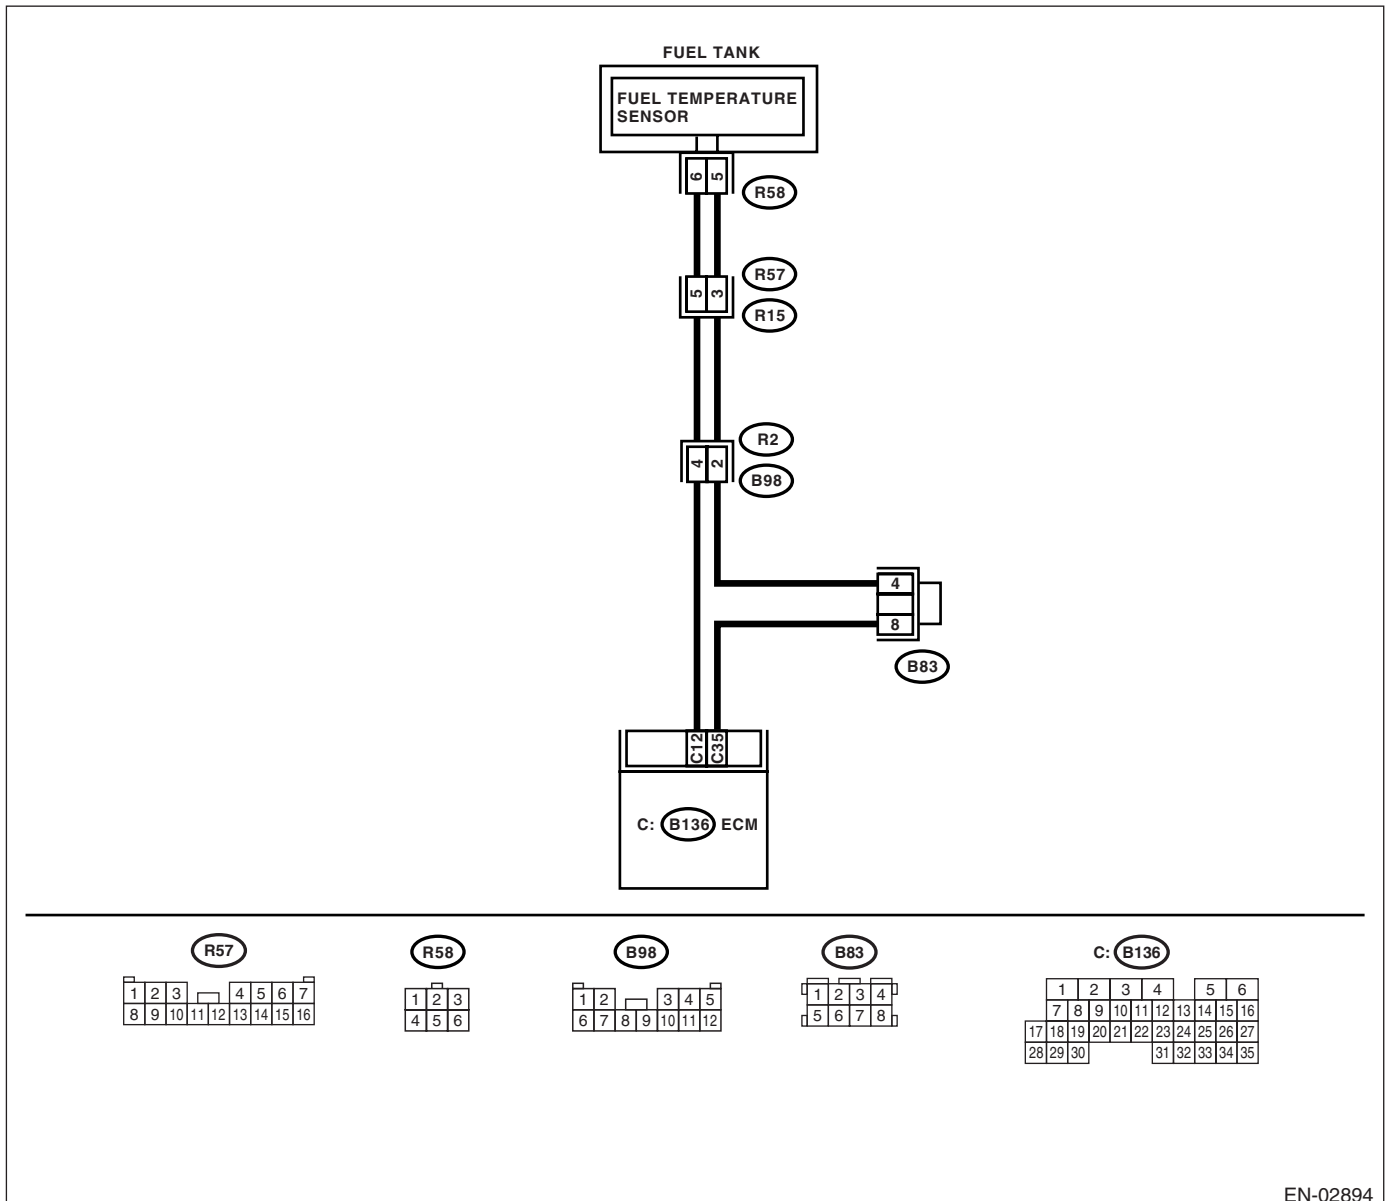 FUEL TANK
FUEL TEMPERATURE
SENSOR
6 5
R58
R57
5 3
R15
R2
4 2
B98
4
8
B83
C12 C35
C: B136 ECM
R57
1 2 3 4 5 6 7
8 9 10 11 12 13 14 15 16
R58
1 2 3
4 5 6
B98
1 2 3 4 5
6 7 8 9 10 11 12
B83
1 2 3 4
5 6 7 8
C: B136
1 2 3 4 5 6
7 8 9 10 11 12 13 14 15 16
17 18 19 20 21 22 23 24 25 26 27
28 29 30 31 32 33 34 35
EN-02894